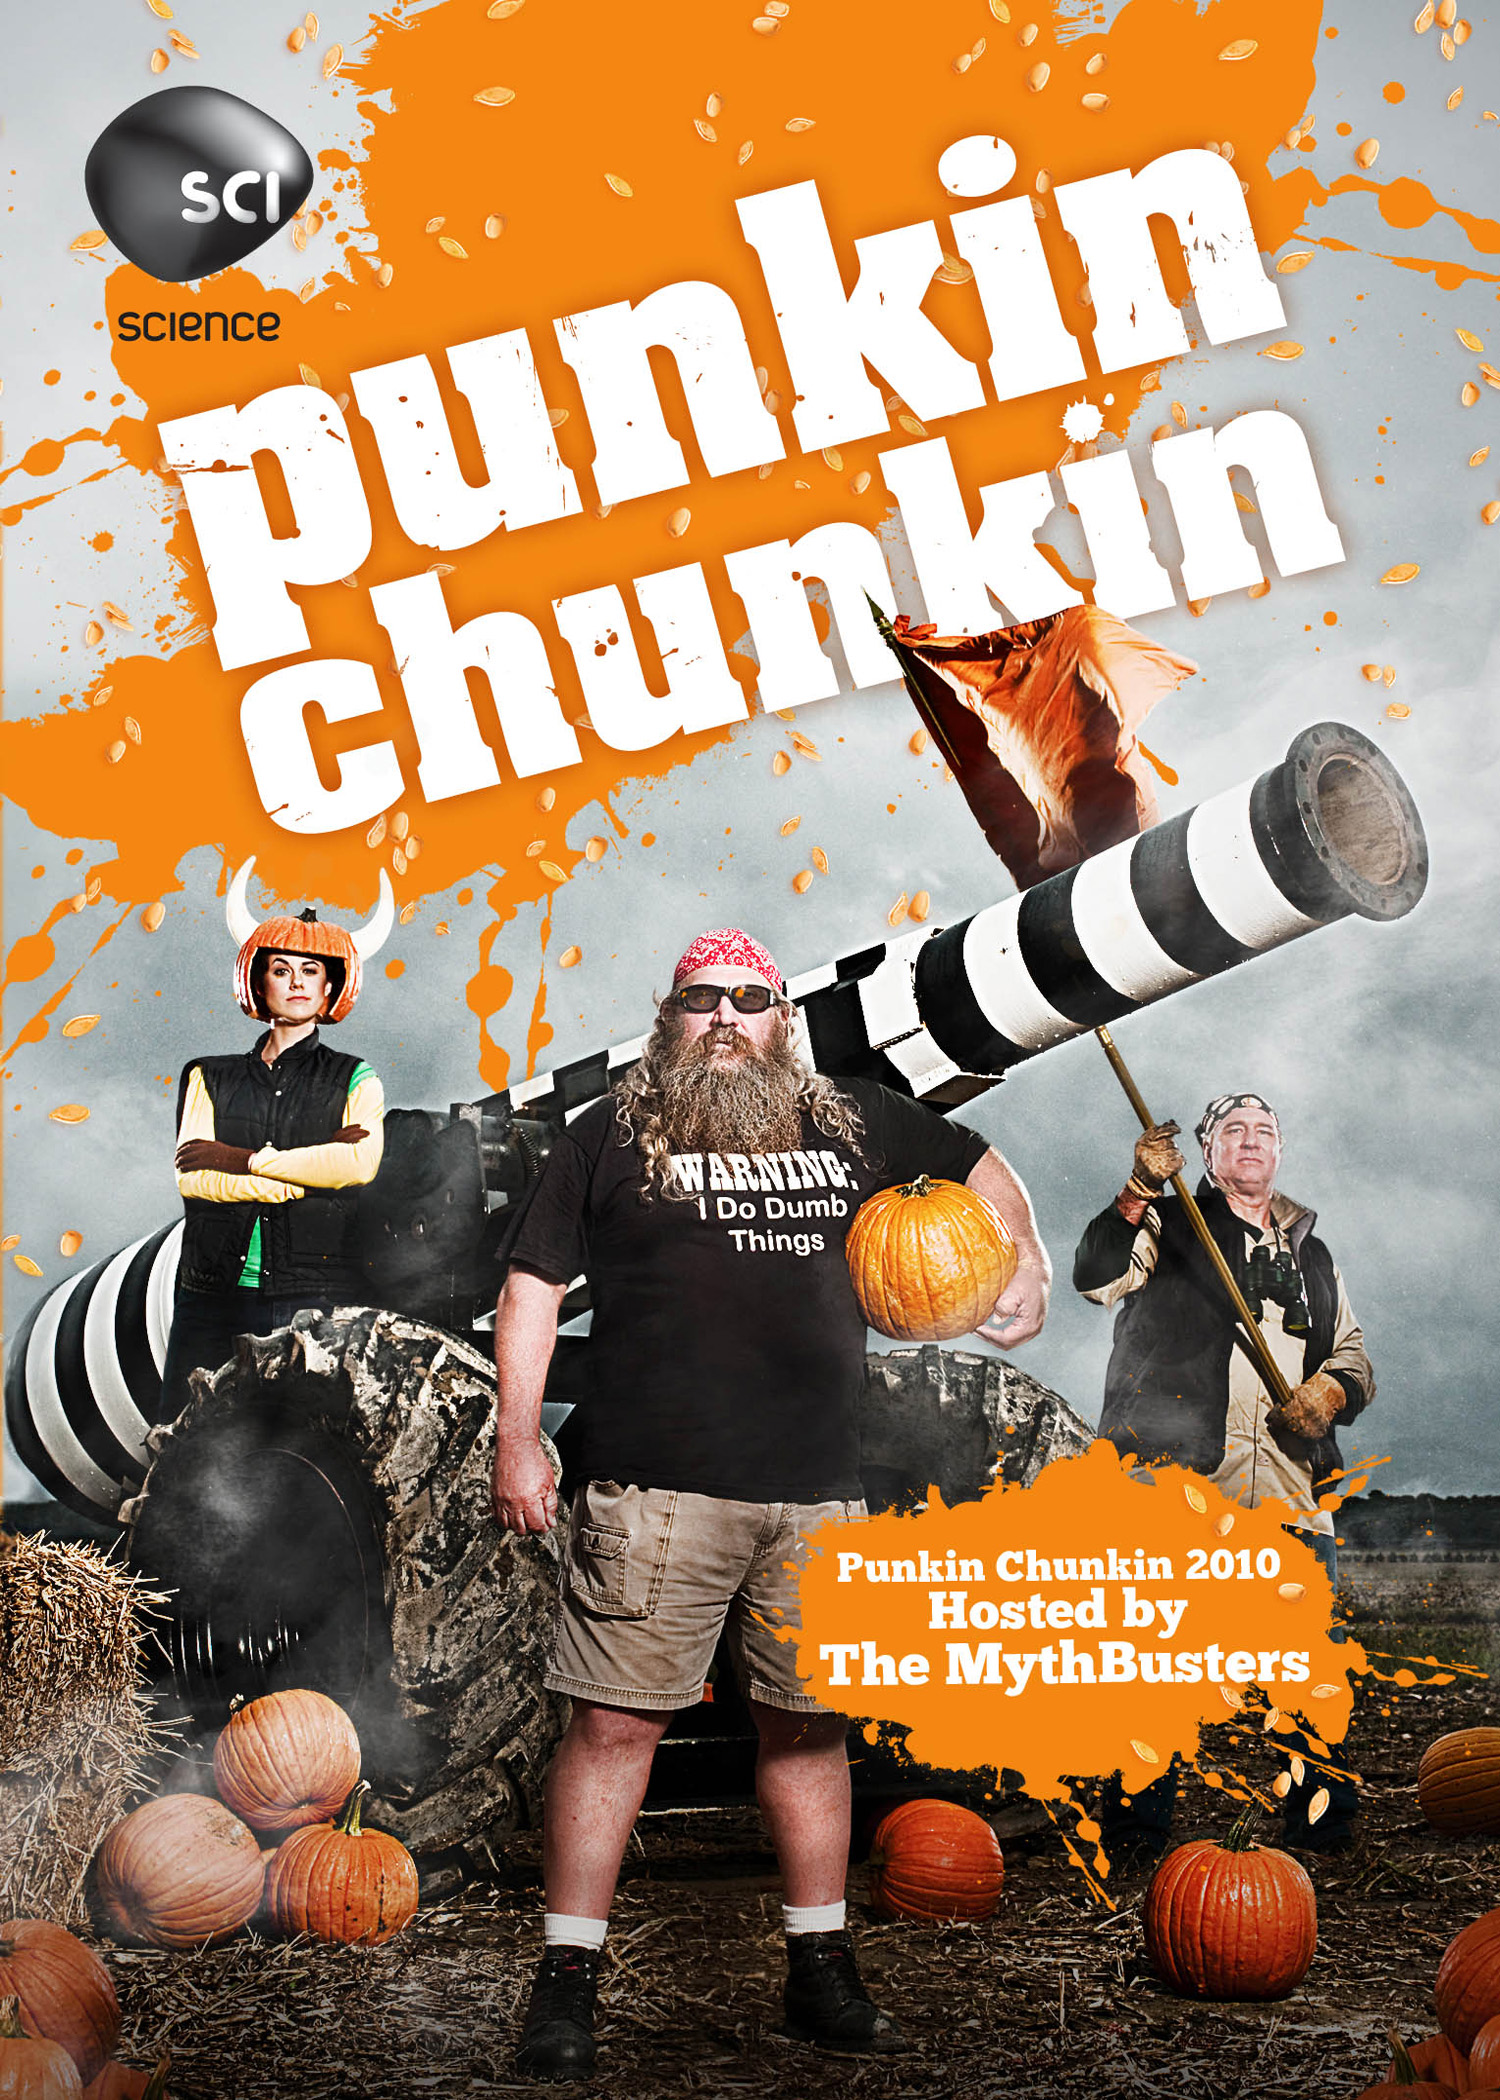 SCI
science
punkin
chunkin
WARNING:
I Do Dumb
Things
Punkin Chunkin 2010
Hosted by
The MythBusters